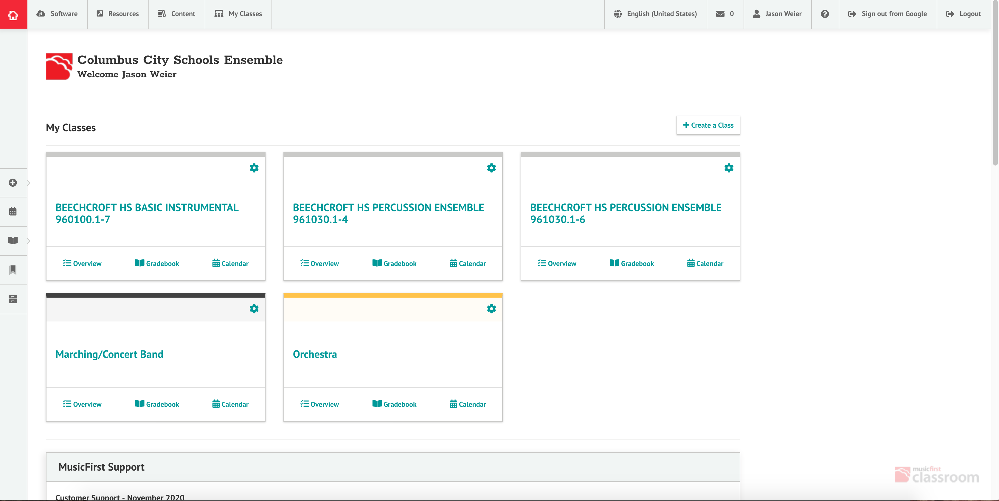 Software Resources Content My Classes English (United States) 0 Jason Weier Sign out from Google Logout
Columbus City Schools Ensemble
Welcome Jason Weier
My Classes
Create a Class
BEECHCROFT HS BASIC INSTRUMENTAL
960100.1-7
Overview Gradebook Calendar
BEECHCROFT HS PERCUSSION ENSEMBLE
961030.1-4
Overview Gradebook Calendar
BEECHCROFT HS PERCUSSION ENSEMBLE
961030.1-6
Overview Gradebook Calendar
Marching/Concert Band
Overview Gradebook Calendar
Orchestra
Overview Gradebook Calendar
MusicFirst Support
Customer Support - November 2020
musicfirst
classroom